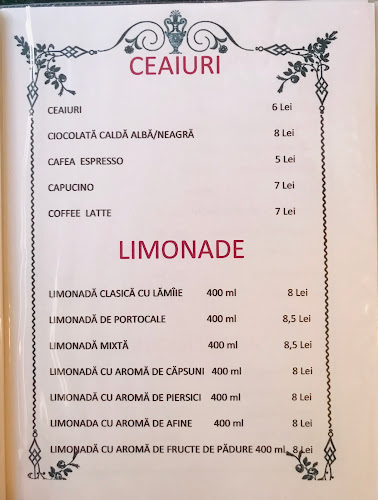 CEAIURI
CEAIURI 6 Lei
CIOCOLATĂ CALDĂ ALBĂ/NEAGRĂ 8 Lei
CAFEA ESPRESSO 5 Lei
CAPUCINO 7 Lei
COFFEE LATTE 7 Lei
LIMONADE
LIMONADĂ CLASICĂ CU LĂMÎIE 400 ml 8 Lei
LIMONADĂ DE PORTOCALE 400 ml 8,5 Lei
LIMONADĂ MIXTĂ 400 ml 8,5 Lei
LIMONADĂ CU AROMĂ DE CĂPSUNI 400 ml 8 Lei
LIMONADĂ CU AROMĂ DE PIERSICI 400 ml 8 Lei
LIMONADA CU AROMĂ DE AFINE 400 ml 8 Lei
LIMONADĂ CU AROMĂ DE FRUCTE DE PĂDURE 400 ml 8 Lei